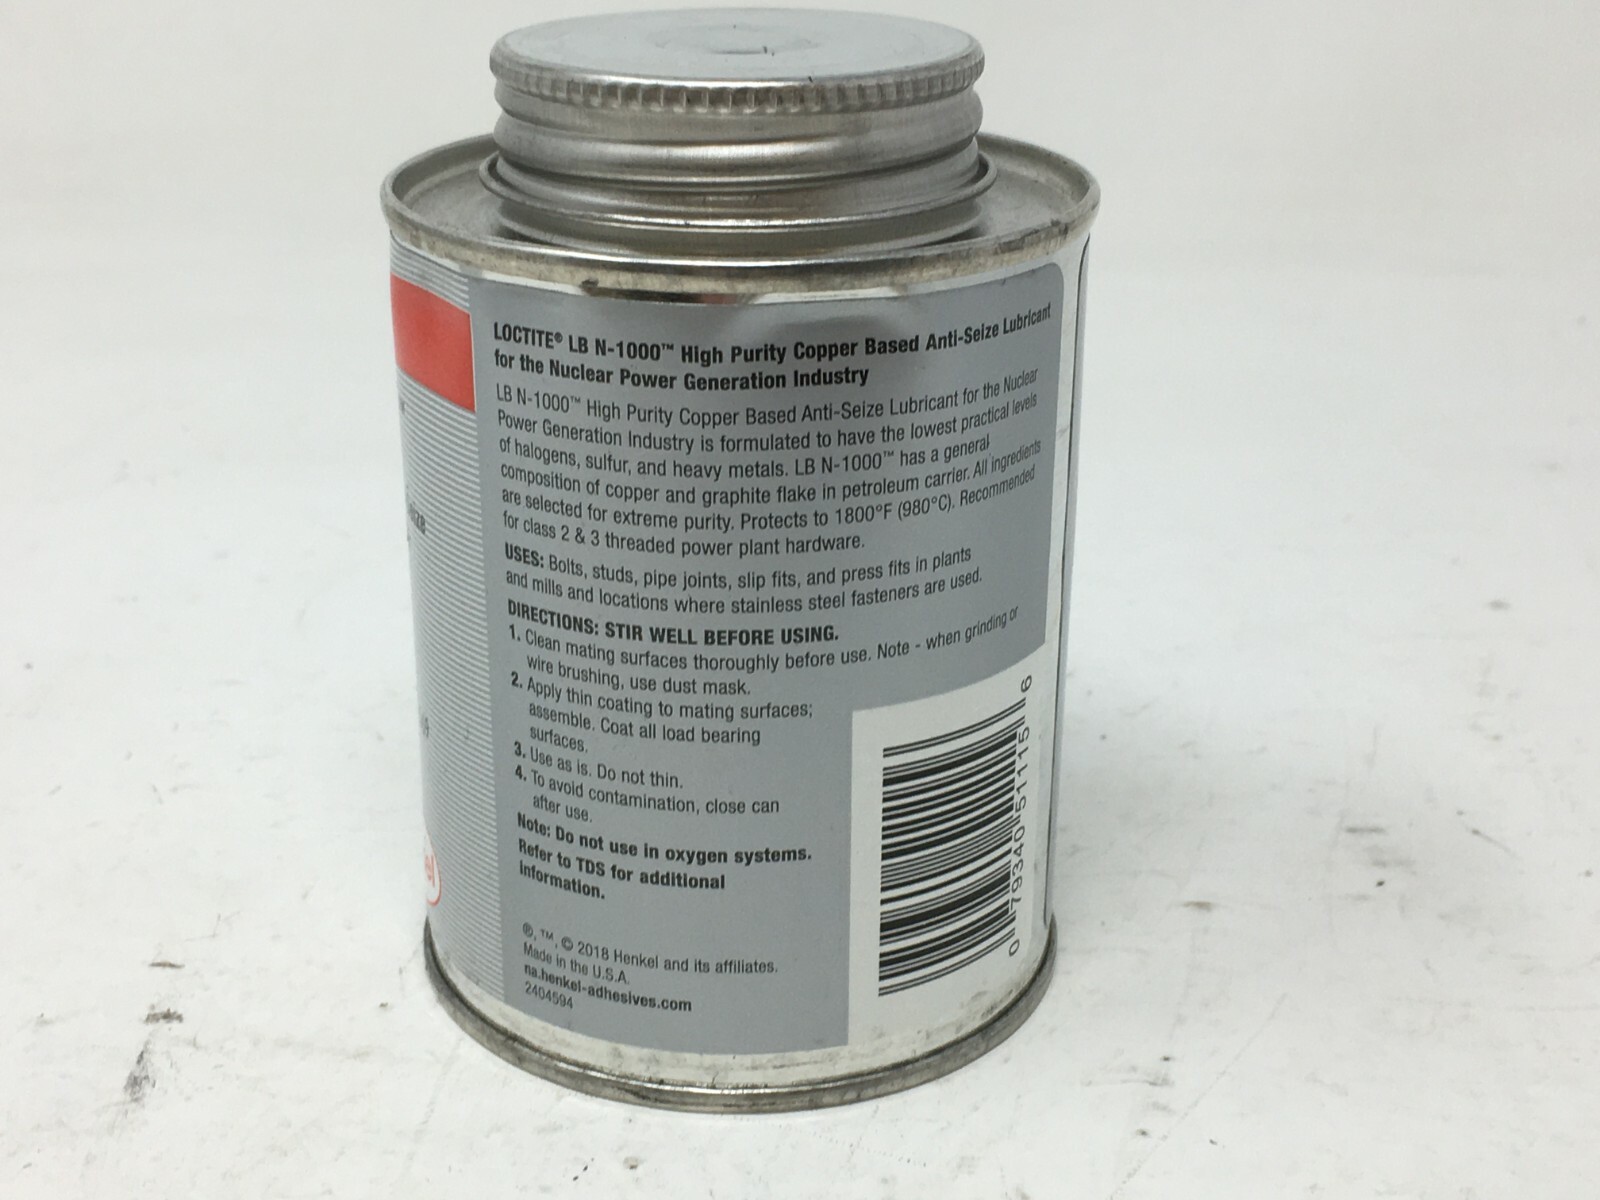 LOCTITE® LB N-1000™ High Purity Copper Based Anti-Seize Lubricant
for the Nuclear Power Generation Industry
LB N-1000™ High Purity Copper Based Anti-Seize Lubricant for the Nuclear
Power Generation Industry is formulated to have the lowest practical levels
of halogens, sulfur, and heavy metals. LB N-1000™ has a general
composition of copper and graphite flake in petroleum carrier. All ingredients
are selected for extreme purity. Protects to 1800°F (980°C). Recommended
for class 2 & 3 threaded power plant hardware.
USES: Bolts, studs, pipe joints, slip fits, and press fits in plants
and mills and locations where stainless steel fasteners are used.
DIRECTIONS: STIR WELL BEFORE USING.
1. Clean mating surfaces thoroughly before use. Note - when grinding or
wire brushing, use dust mask.
2. Apply thin coating to mating surfaces;
assemble. Coat all load bearing
surfaces.
3. Use as is. Do not thin.
4. To avoid contamination, close can
after use.
Note: Do not use in oxygen systems.
Refer to TDS for additional
information.
®, ™, © 2018 Henkel and its affiliates.
Made in the U.S.A.
na.henkel-adhesives.com
2404594
0 79340 51115 6